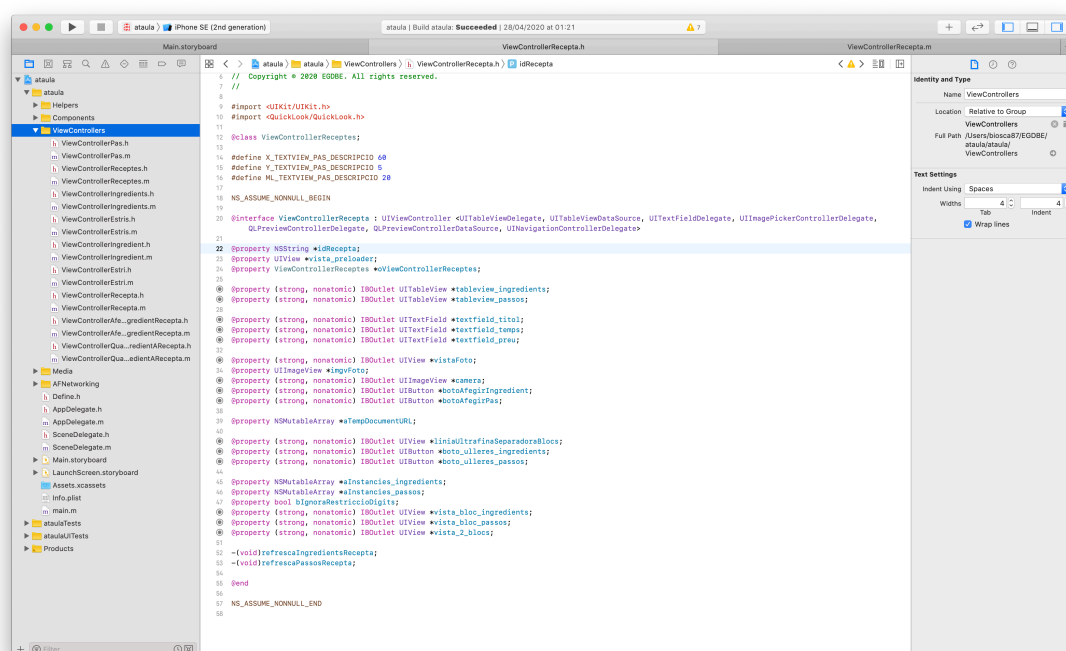 ataula 〉 iPhone SE (2nd generation)
ataula | Build ataula: Succeeded | 28/04/2020 at 01:21
7
Main.storyboard
ViewControllerRecepta.h
ViewControllerRecepta.m
ataula 〉 ataula 〉 ViewControllers 〉 h ViewControllerRecepta.h 〉 P idRecepta
ataula
ataula
Helpers
Components
ViewControllers
h ViewControllerPas.h
m ViewControllerPas.m
h ViewControllerReceptes.h
m ViewControllerReceptes.m
h ViewControllerIngredients.h
m ViewControllerIngredients.m
h ViewControllerEstris.h
m ViewControllerEstris.m
h ViewControllerIngredient.h
m ViewControllerIngredient.m
h ViewControllerEstri.h
m ViewControllerEstri.m
h ViewControllerRecepta.h
m ViewControllerRecepta.m
h ViewControllerAfe...gredientRecepta.h
m ViewControllerAfe...gredientRecepta.m
h ViewControllerQua...redientARecepta.h
m ViewControllerQua...edientARecepta.m
Media
AFNetworking
h Define.h
h AppDelegate.h
m AppDelegate.m
h SceneDelegate.h
m SceneDelegate.m
Main.storyboard
LaunchScreen.storyboard
Assets.xcassets
Info.plist
m main.m
ataulaTests
ataulaUITests
Products
Filter
6 // Copyright © 2020 EGDBE. All rights reserved.
7 //
8
9 #import <UIKit/UIKit.h>
10 #import <QuickLook/QuickLook.h>
11
12 @class ViewControllerReceptes;
13
14 #define X_TEXTVIEW_PAS_DESCRIPCIO 60
15 #define Y_TEXTVIEW_PAS_DESCRIPCIO 5
16 #define ML_TEXTVIEW_PAS_DESCRIPCIO 20
17
18 NS_ASSUME_NONNULL_BEGIN
19
20 @interface ViewControllerRecepta : UIViewController <UITableViewDelegate, UITableViewDataSource, UITextFieldDelegate, UIImagePickerControllerDelegate,
QLPreviewControllerDelegate, QLPreviewControllerDataSource, UINavigationControllerDelegate>
21
22 @property NSString *idRecepta;
23 @property UIView *vista_preloader;
24 @property ViewControllerReceptes *oViewControllerReceptes;
25
@property (strong, nonatomic) IBOutlet UITableView *tableview_ingredients;
@property (strong, nonatomic) IBOutlet UITableView *tableview_passos;
28
@property (strong, nonatomic) IBOutlet UITextField *textfield_titol;
@property (strong, nonatomic) IBOutlet UITextField *textfield_temps;
@property (strong, nonatomic) IBOutlet UITextField *textfield_preu;
32
@property (strong, nonatomic) IBOutlet UIView *vistaFoto;
34 @property UIImageView *imgvFoto;
@property (strong, nonatomic) IBOutlet UIImageView *camera;
@property (strong, nonatomic) IBOutlet UIButton *botoAfegirIngredient;
@property (strong, nonatomic) IBOutlet UIButton *botoAfegirPas;
38
39 @property NSMutableArray *aTempDocumentURL;
40
@property (strong, nonatomic) IBOutlet UIView *liniaUltrafinaSeparadoraBlocs;
@property (strong, nonatomic) IBOutlet UIButton *boto_ulleres_ingredients;
@property (strong, nonatomic) IBOutlet UIButton *boto_ulleres_passos;
44
45 @property NSMutableArray *aInstancies_ingredients;
46 @property NSMutableArray *aInstancies_passos;
47 @property bool bIgnoraRestriccioDigits;
@property (strong, nonatomic) IBOutlet UIView *vista_bloc_ingredients;
@property (strong, nonatomic) IBOutlet UIView *vista_bloc_passos;
@property (strong, nonatomic) IBOutlet UIView *vista_2_blocs;
51
52 -(void)refrescaIngredientsRecepta;
53 -(void)refrescaPassosRecepta;
54
55 @end
56
57 NS_ASSUME_NONNULL_END
58
Identity and Type
Name ViewControllers
Location Relative to Group
ViewControllers
Full Path /Users/biosca87/EGDBE/
ataula/ataula/
ViewControllers
Text Settings
Indent Using Spaces
Widths 4 4
Tab Indent
Wrap lines